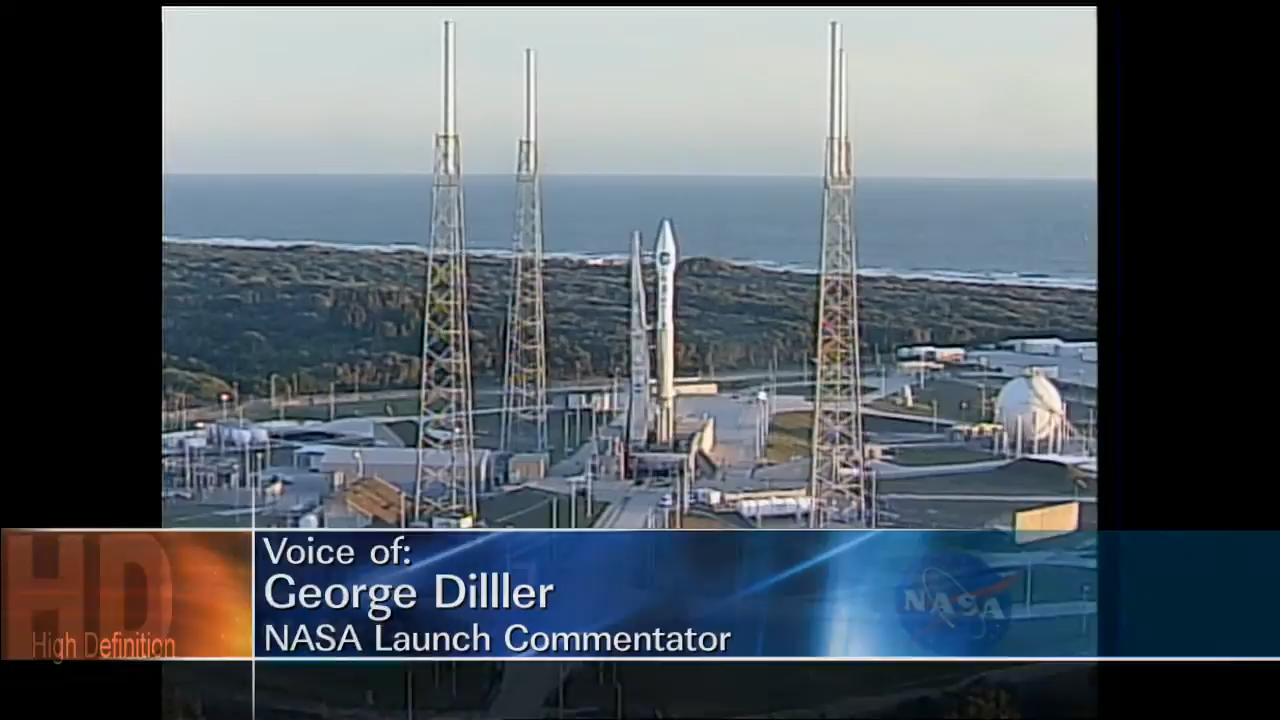 HD
High Definition
Voice of:
George Dilller
NASA Launch Commentator
NASA